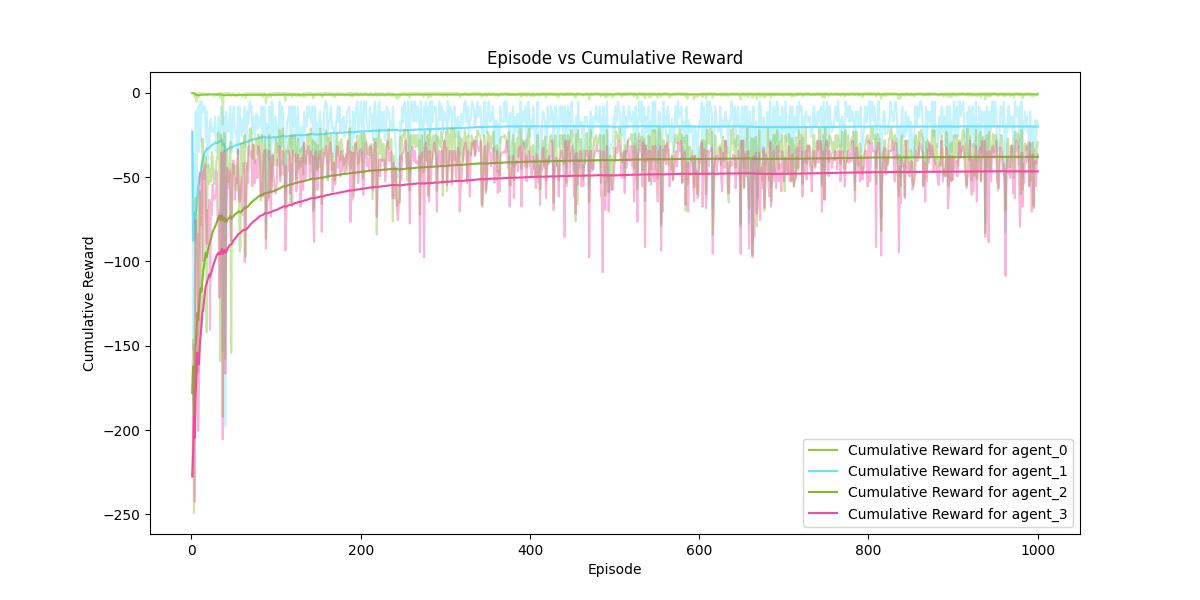 Episode vs Cumulative Reward
Cumulative Reward
0
−50
−100
−150
−200
−250
0
200
400
600
800
1000
Episode
Cumulative Reward for agent_0
Cumulative Reward for agent_1
Cumulative Reward for agent_2
Cumulative Reward for agent_3